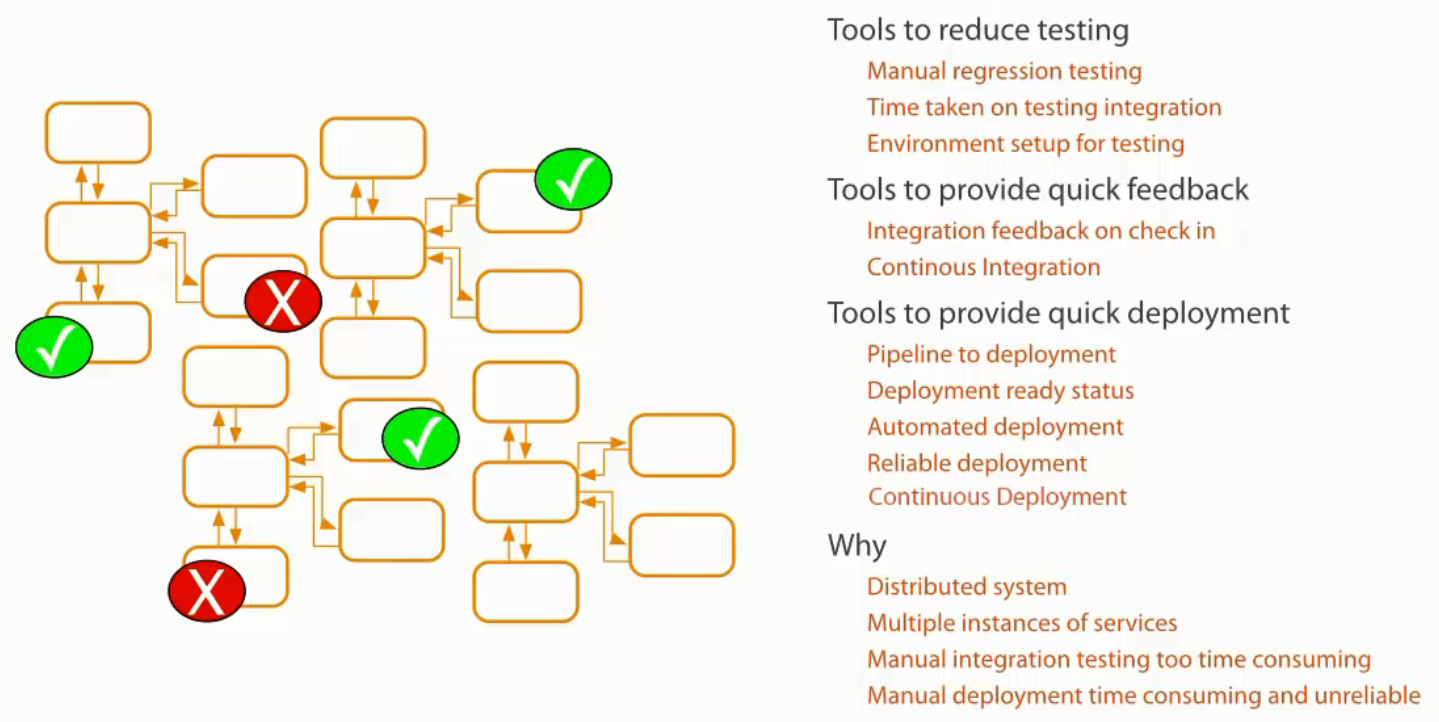 Tools to reduce testing
Manual regression testing
Time taken on testing integration
Environment setup for testing
Tools to provide quick feedback
Integration feedback on check in
Continous Integration
Tools to provide quick deployment
Pipeline to deployment
Deployment ready status
Automated deployment
Reliable deployment
Continuous Deployment
Why
Distributed system
Multiple instances of services
Manual integration testing too time consuming
Manual deployment time consuming and unreliable
X
X